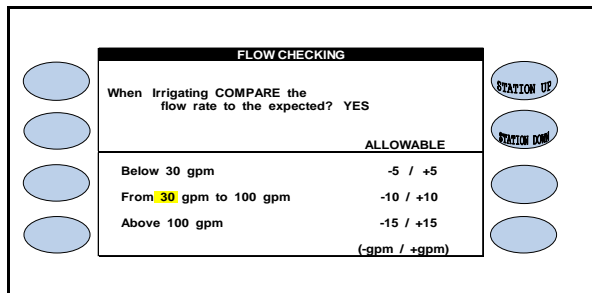 FLOW CHECKING
When Irrigating COMPARE the
flow rate to the expected? YES
STATION UP
STATION DOWN
ALLOWABLE
Below 30 gpm -5 / +5
From 30 gpm to 100 gpm -10 / +10
Above 100 gpm -15 / +15
(-gpm / +gpm)